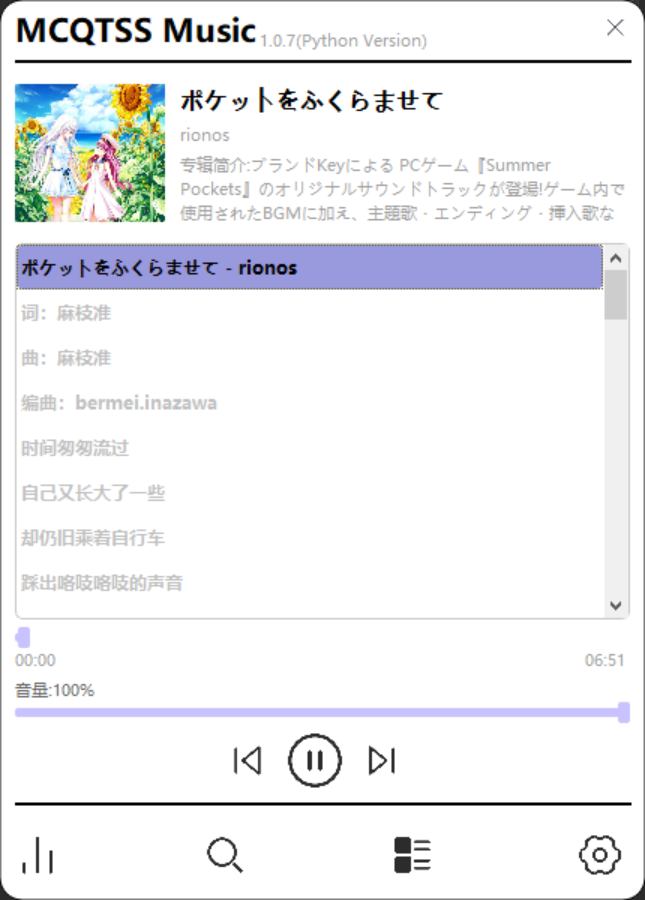 MCQTSS Music 1.0.7(Python Version)
ポケットをふくらませて
rionos
专辑简介:ブランドKeyによる PCゲーム『Summer
Pockets』のオリジナルサウンドトラックが登場!ゲーム内で
使用されたBGMに加え、主題歌・エンディング・挿入歌な
ポケットをふくらませて - rionos
词：麻枝准
曲：麻枝准
编曲：bermei.inazawa
时间匆匆流过
自己又长大了一些
却仍旧乘着自行车
踩出咯吱咯吱的声音
00:00 06:51
音量:100%